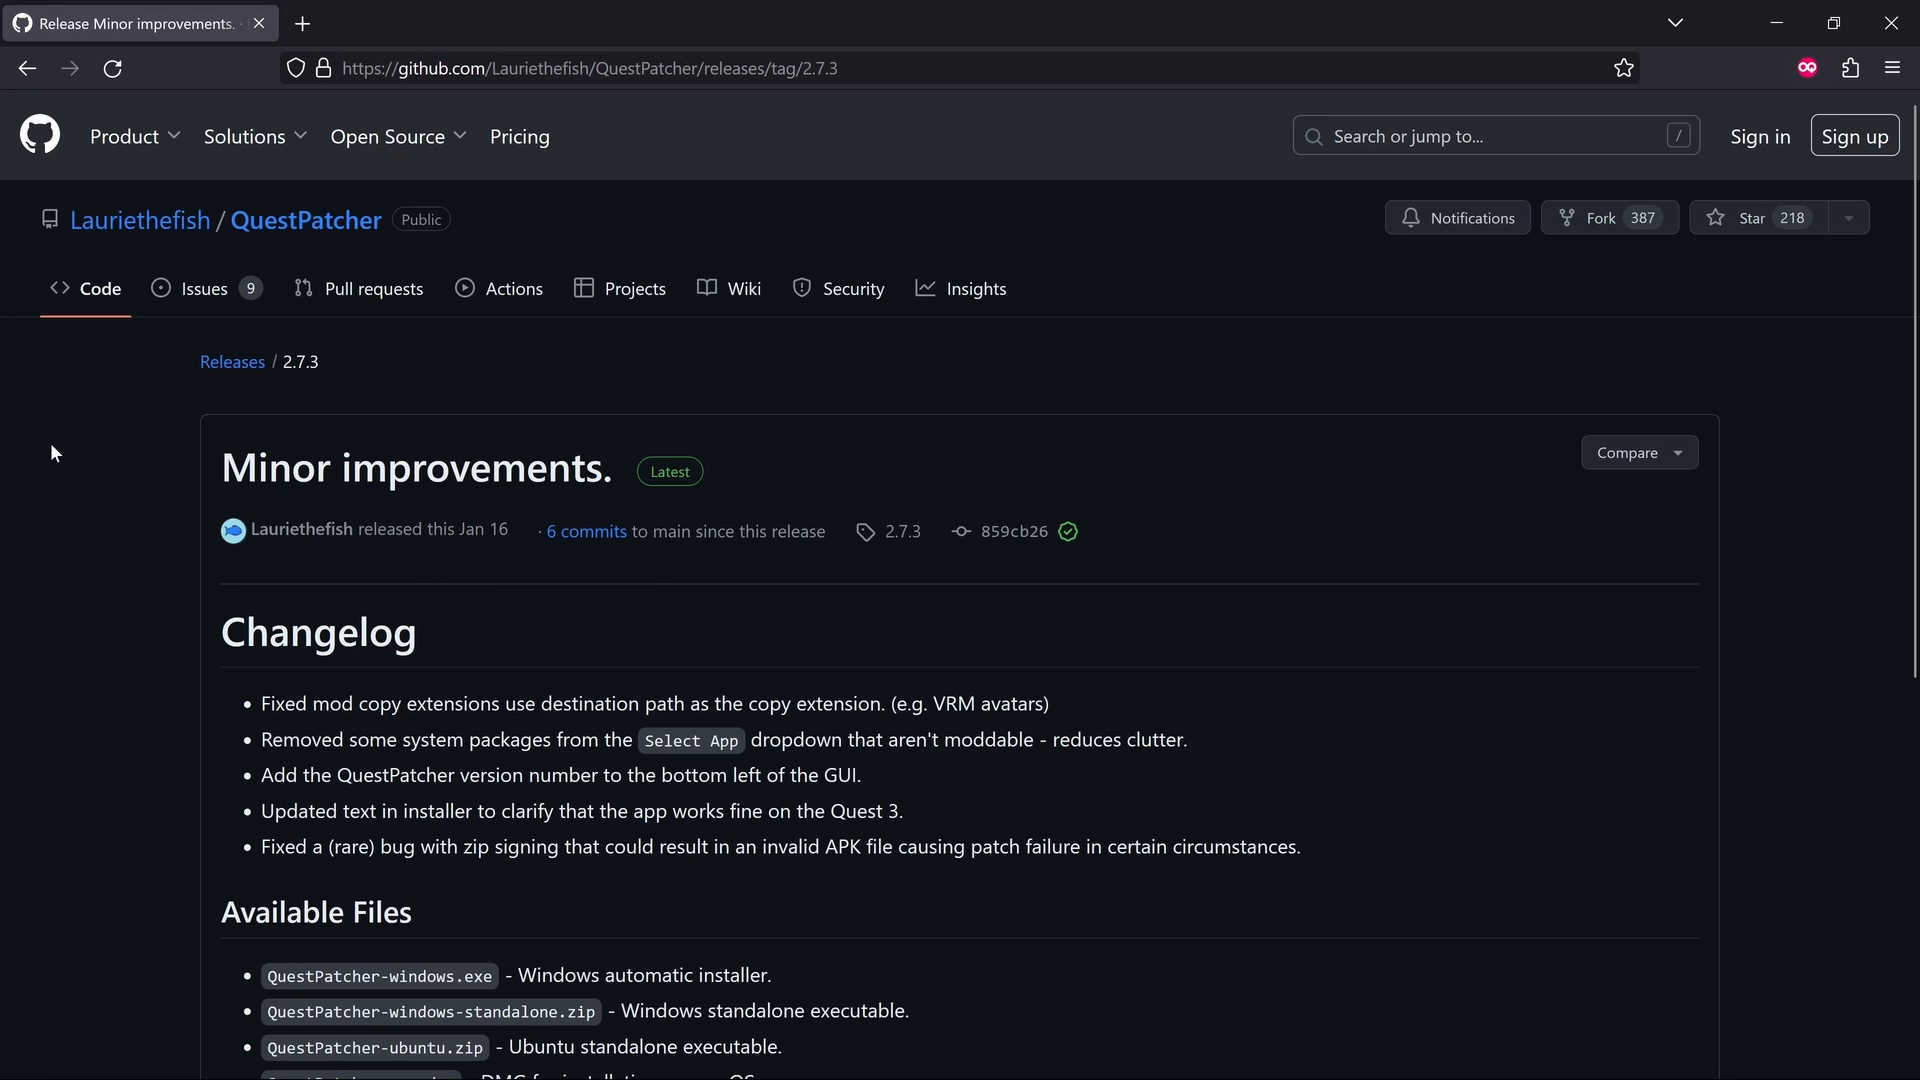 Release Minor improvements.
https://github.com/Lauriethefish/QuestPatcher/releases/tag/2.7.3
Product Solutions Open Source Pricing Search or jump to... / Sign in Sign up
Lauriethefish / QuestPatcher Public Notifications Fork 387 Star 218
Code Issues 9 Pull requests Actions Projects Wiki Security Insights
Releases / 2.7.3
Minor improvements. Latest Compare
Lauriethefish released this Jan 16 · 6 commits to main since this release 2.7.3 859cb26
Changelog
• Fixed mod copy extensions use destination path as the copy extension. (e.g. VRM avatars)
• Removed some system packages from the Select App dropdown that aren't moddable - reduces clutter.
• Add the QuestPatcher version number to the bottom left of the GUI.
• Updated text in installer to clarify that the app works fine on the Quest 3.
• Fixed a (rare) bug with zip signing that could result in an invalid APK file causing patch failure in certain circumstances.
Available Files
• QuestPatcher-windows.exe - Windows automatic installer.
• QuestPatcher-windows-standalone.zip - Windows standalone executable.
• QuestPatcher-ubuntu.zip - Ubuntu standalone executable.